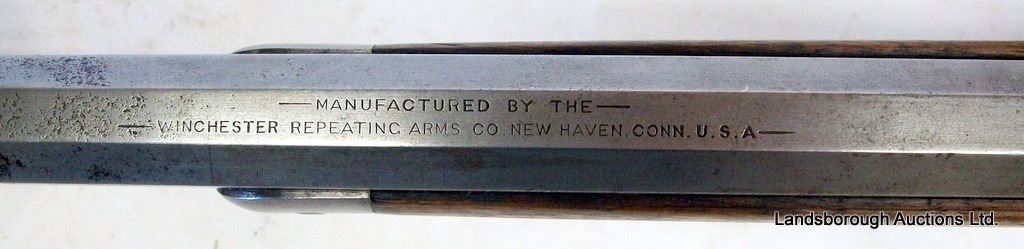 —MANUFACTURED BY THE—
—WINCHESTER REPEATING ARMS CO NEW HAVEN, CONN. U.S.A—
Landsborough Auctions Ltd.